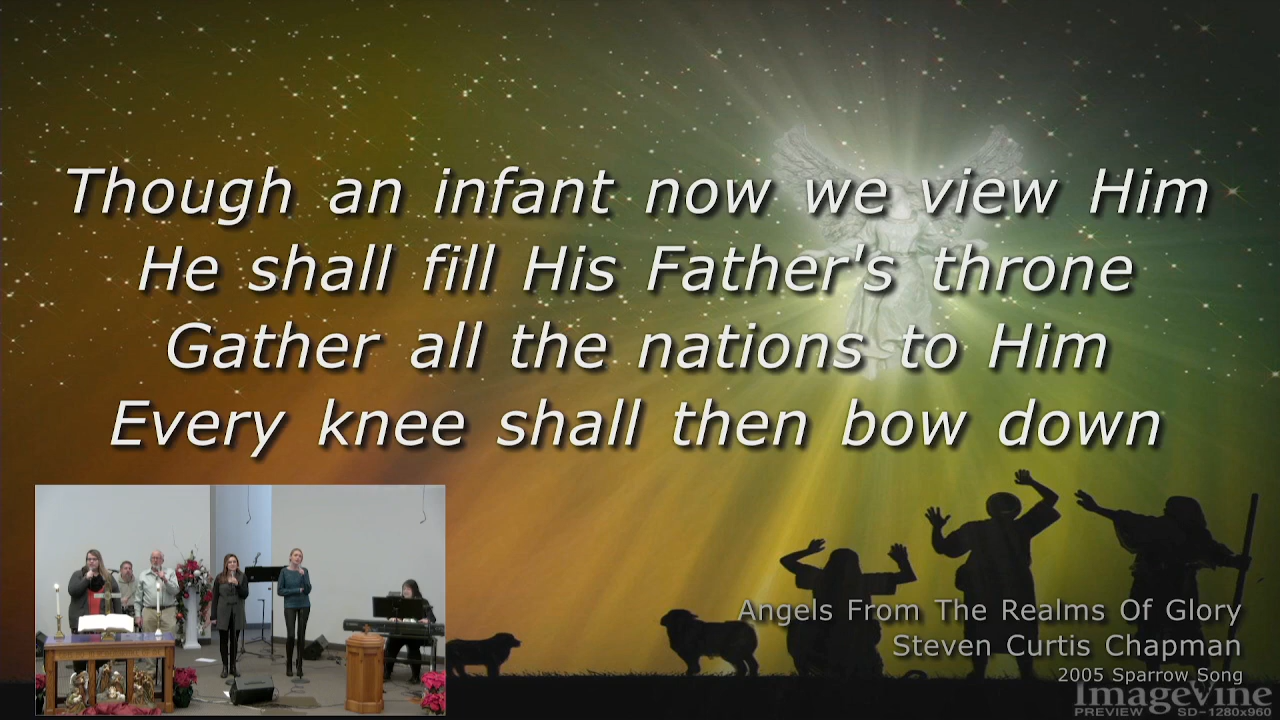 Though an infant now we view Him
He shall fill His Father's throne
Gather all the nations to Him
Every knee shall then bow down
Angels From The Realms Of Glory
Steven Curtis Chapman
2005 Sparrow Song
ImageVine
PREVIEW SD-1280x960